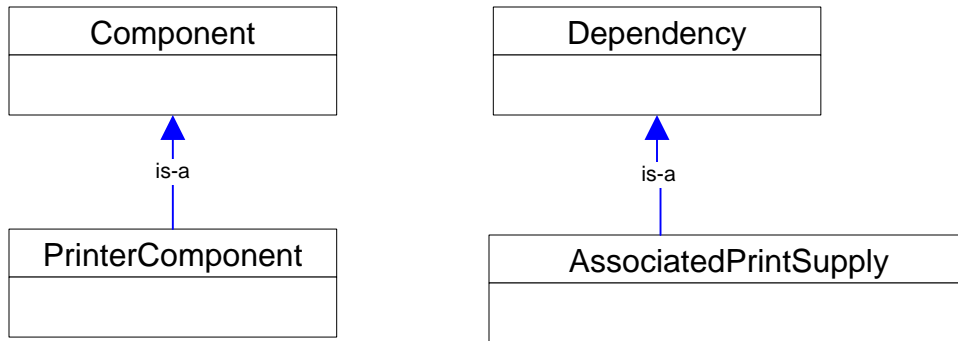 Component
Dependency
is-a
is-a
PrinterComponent
AssociatedPrintSupply